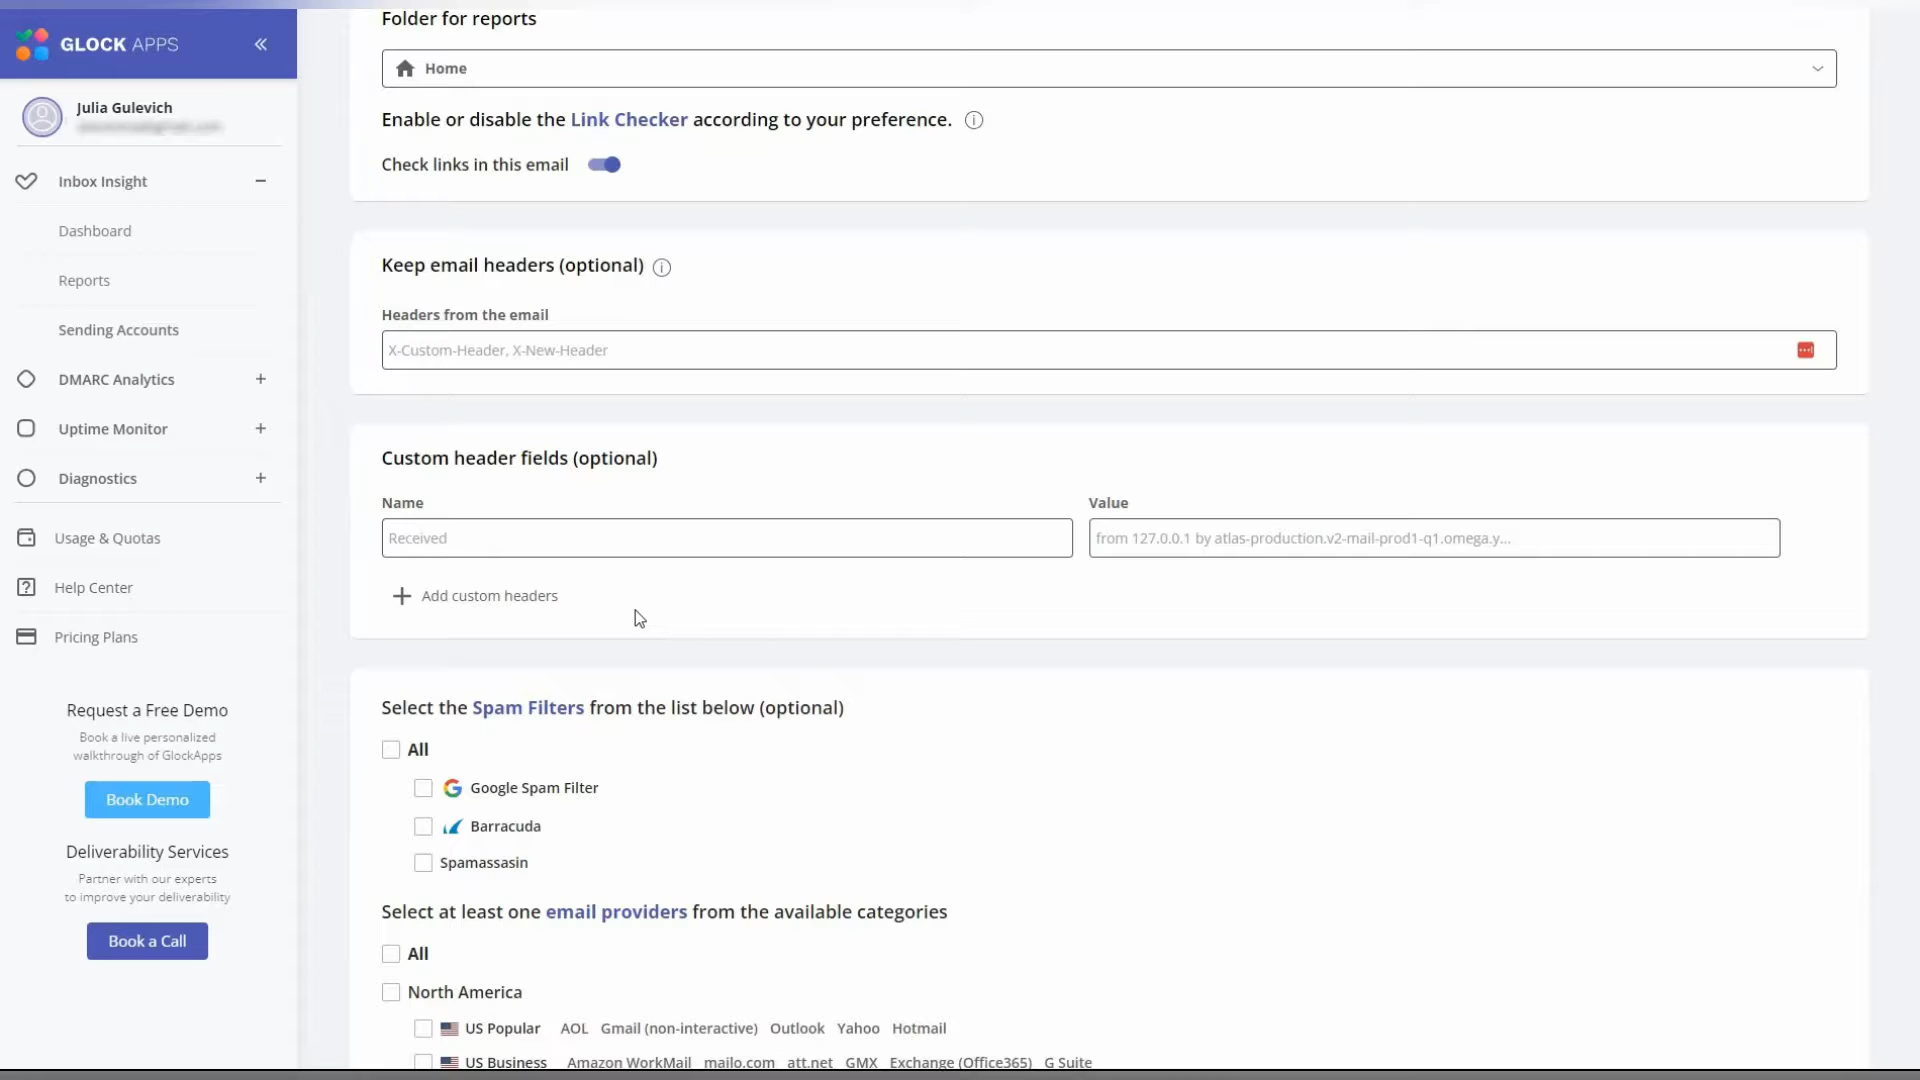 Folder for reports
GLOCK APPS
Home
Julia Gulevich
Enable or disable the Link Checker according to your preference.
Check links in this email
Inbox Insight
Dashboard
Reports
Sending Accounts
DMARC Analytics
Uptime Monitor
Diagnostics
Usage & Quotas
Help Center
Pricing Plans
Request a Free Demo
Book a live personalized
walkthrough of GlockApps
Book Demo
Deliverability Services
Partner with our experts
to improve your deliverability
Book a Call
Keep email headers (optional)
Headers from the email
X-Custom-Header, X-New-Header
Custom header fields (optional)
Name
Value
Received
from 127.0.0.1 by atlas-production.v2-mail-prod1-q1.omega.y...
Add custom headers
Select the Spam Filters from the list below (optional)
All
Google Spam Filter
Barracuda
Spamassasin
Select at least one email providers from the available categories
All
North America
US Popular AOL Gmail (non-interactive) Outlook Yahoo Hotmail
US Business Amazon WorkMail mailo.com att.net GMX Exchange (Office365) G Suite